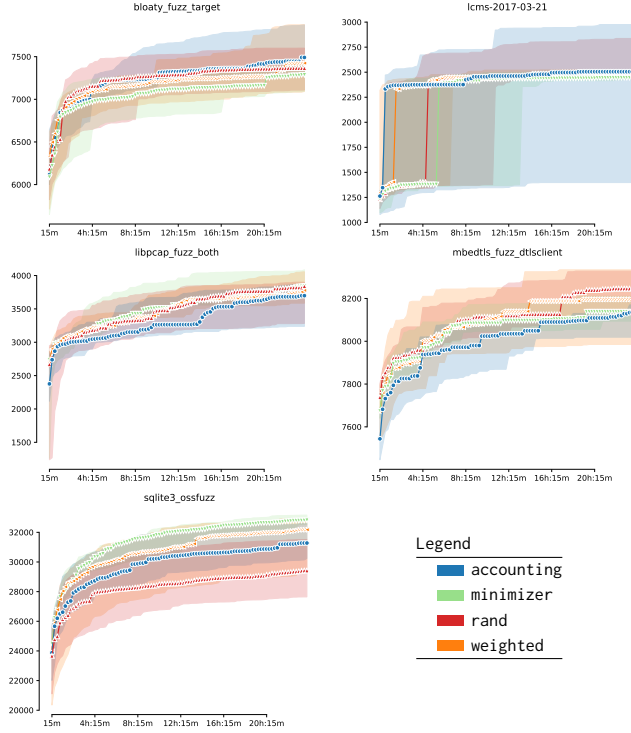 bloaty_fuzz_target
7500
7000
6500
6000
15m 4h:15m 8h:15m 12h:15m 16h:15m 20h:15m
lcms-2017-03-21
3000
2750
2500
2250
2000
1750
1500
1250
1000
15m 4h:15m 8h:15m 12h:15m 16h:15m 20h:15m
libpcap_fuzz_both
4000
3500
3000
2500
2000
1500
15m 4h:15m 8h:15m 12h:15m 16h:15m 20h:15m
mbedtls_fuzz_dtlsclient
8200
8000
7800
7600
15m 4h:15m 8h:15m 12h:15m 16h:15m 20h:15m
sqlite3_ossfuzz
32000
30000
28000
26000
24000
22000
20000
15m 4h:15m 8h:15m 12h:15m 16h:15m 20h:15m
Legend
accounting
minimizer
rand
weighted